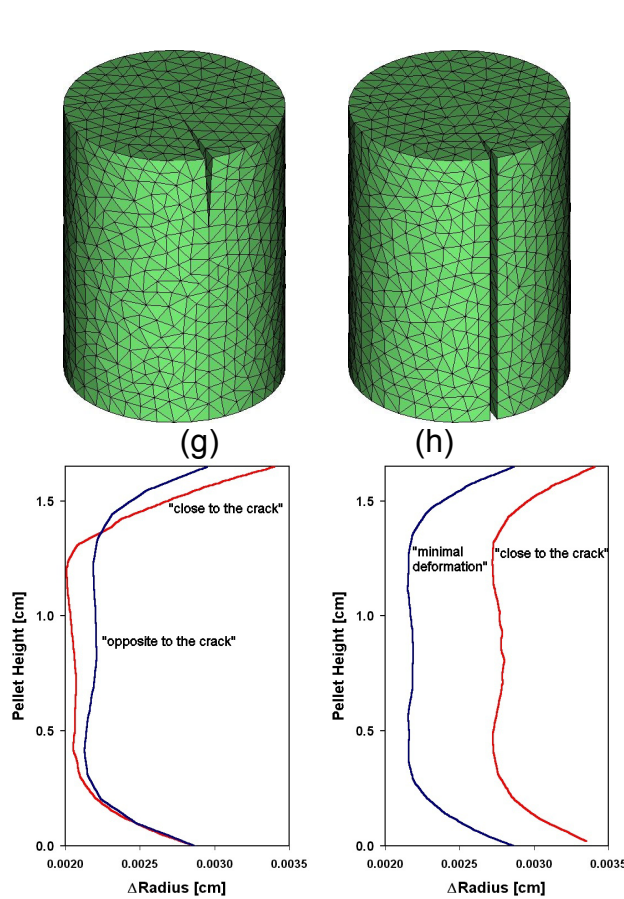 (g)
(h)
1.5
1.0
0.5
0.0
Pellet Height [cm]
"close to the crack"
"opposite to the crack"
0.0020
0.0025
0.0030
0.0035
ΔRadius [cm]
1.5
1.0
0.5
0.0
Pellet Height [cm]
"minimal
deformation"
"close to the crack"
0.0020
0.0025
0.0030
0.0035
ΔRadius [cm]